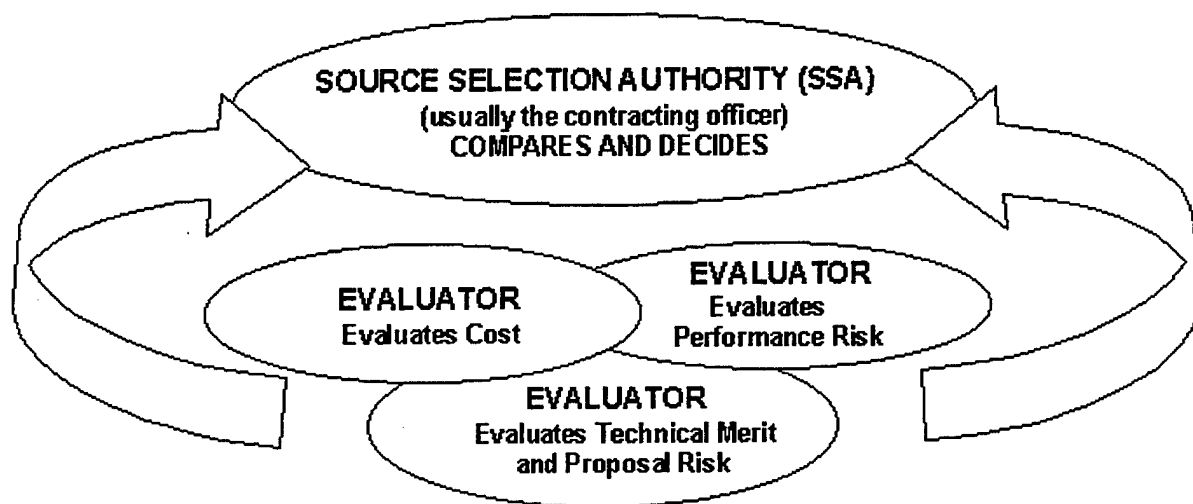 SOURCE SELECTION AUTHORITY (SSA)
(usually the contracting officer)
COMPARES AND DECIDES
EVALUATOR
Evaluates Cost
EVALUATOR
Evaluates
Performance Risk
EVALUATOR
Evaluates Technical Merit
and Proposal Risk